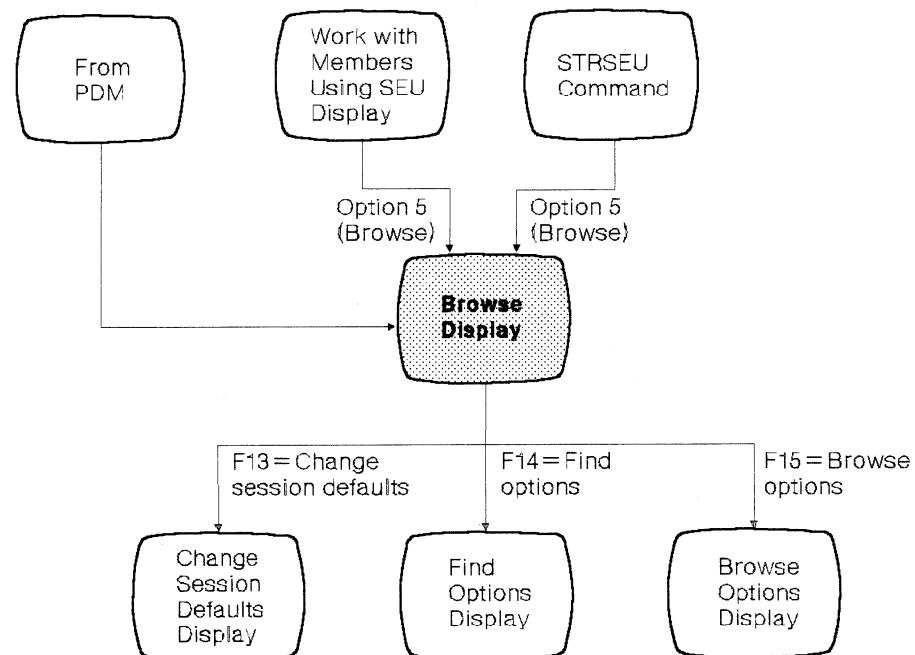 From
PDM
Work with
Members
Using SEU
Display
STRSEU
Command
Option 5
(Browse)
Option 5
(Browse)
Browse
Display
F13=Change
session defaults
F14=Find
options
F15=Browse
options
Change
Session
Defaults
Display
Find
Options
Display
Browse
Options
Display